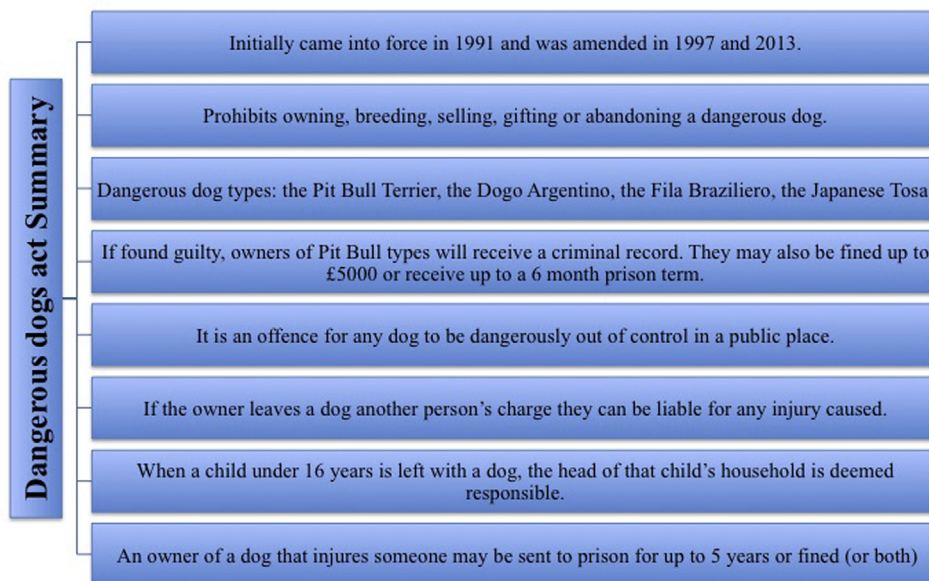 Dangerous dogs act Summary
Initially came into force in 1991 and was amended in 1997 and 2013.
Prohibits owning, breeding, selling, gifting or abandoning a dangerous dog.
Dangerous dog types: the Pit Bull Terrier, the Dogo Argentino, the Fila Braziliero, the Japanese Tosa
If found guilty, owners of Pit Bull types will receive a criminal record. They may also be fined up to
£5000 or receive up to a 6 month prison term.
It is an offence for any dog to be dangerously out of control in a public place.
If the owner leaves a dog another person's charge they can be liable for any injury caused.
When a child under 16 years is left with a dog, the head of that child's household is deemed
responsible.
An owner of a dog that injures someone may be sent to prison for up to 5 years or fined (or both)